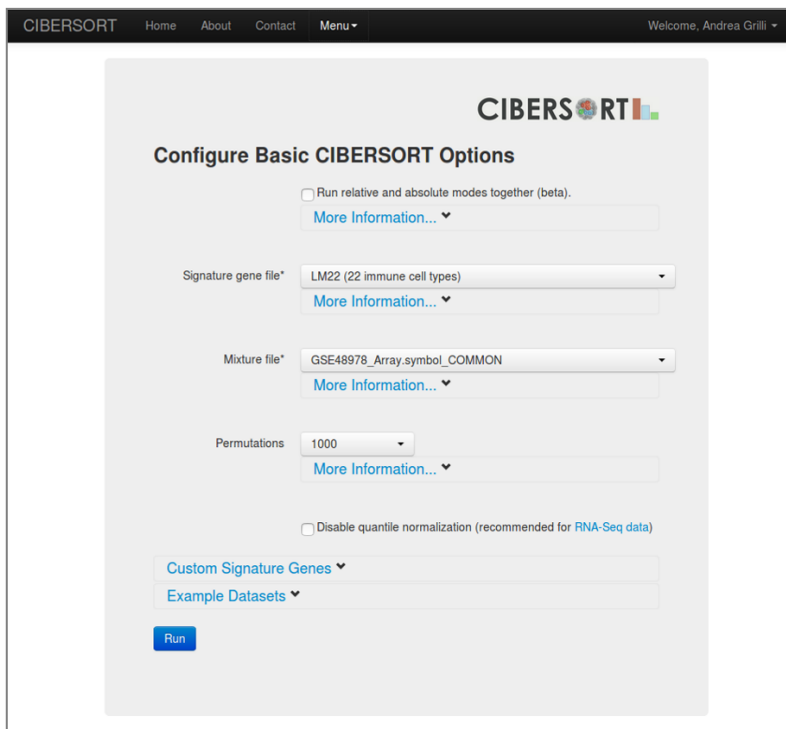 CIBERSORT Home About Contact Menu Welcome, Andrea Grilli
CIBERSORT
Configure Basic CIBERSORT Options
Run relative and absolute modes together (beta).
More Information...
Signature gene file* LM22 (22 immune cell types)
More Information...
Mixture file* GSE48978_Array.symbol_COMMON
More Information...
Permutations 1000
More Information...
Disable quantile normalization (recommended for RNA-Seq data)
Custom Signature Genes
Example Datasets
Run